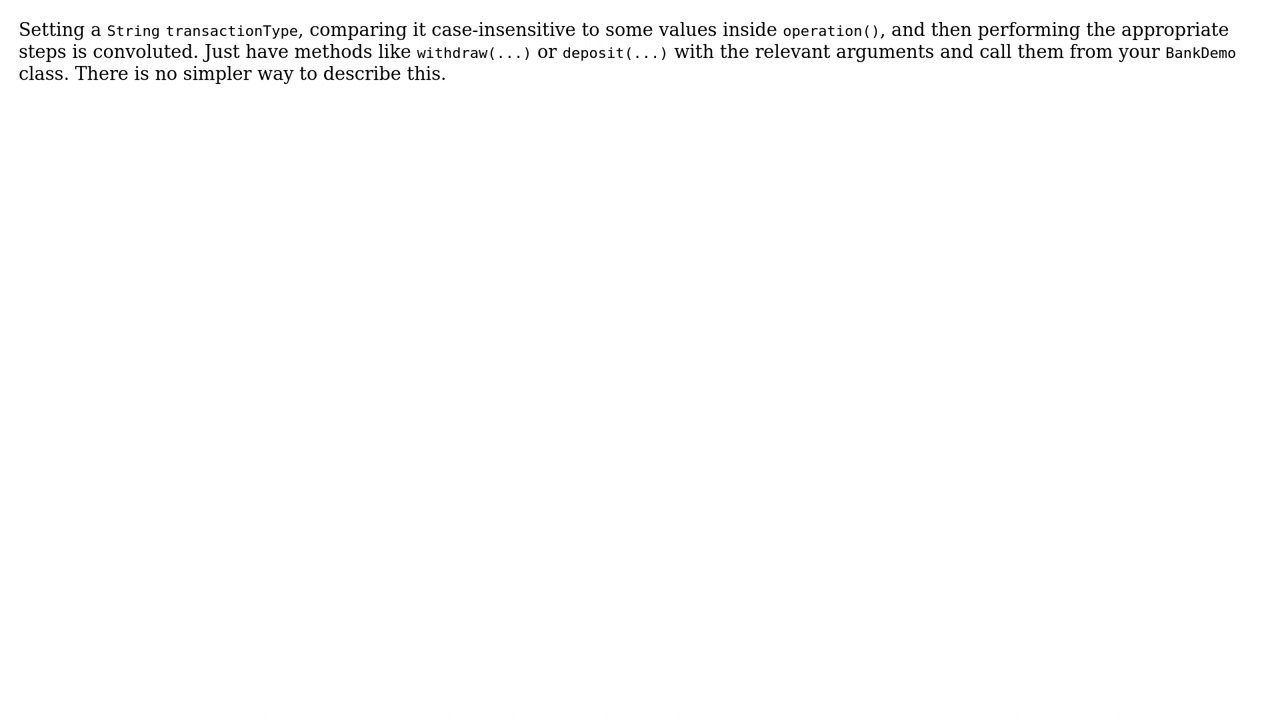 Setting a String transactionType, comparing it case-insensitive to some values inside operation(), and then performing the appropriate
steps is convoluted. Just have methods like withdraw(...) or deposit(...) with the relevant arguments and call them from your BankDemo
class. There is no simpler way to describe this.